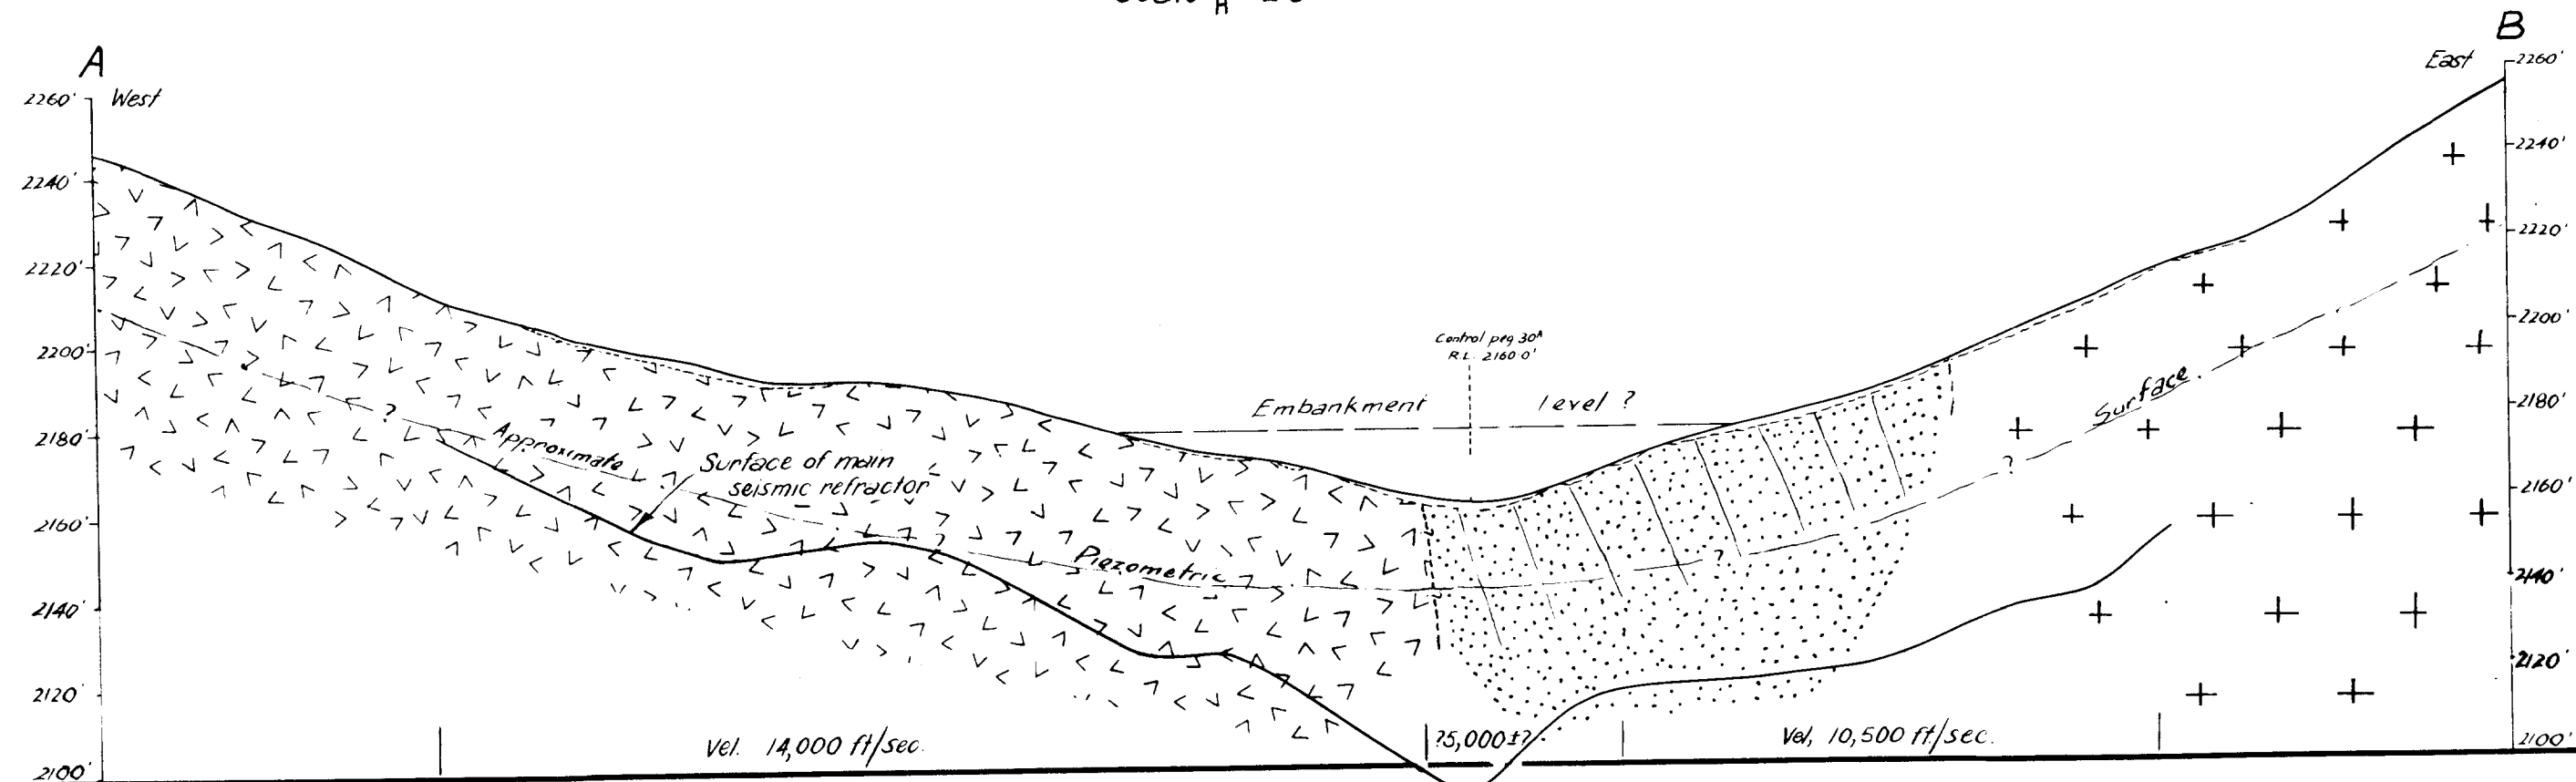 A
B
West
East
2260'
2240'
2220'
2200'
2180'
2160'
2140'
2120'
2100'
2260'
2240'
2220'
2200'
2180'
2160'
2140'
2120'
2100'
Control peg 30A
R.L. 2160.0'
Embankment level ?
?
Approximate
?
?
Piezometric
?
?
Surface
Surface of main
seismic refractor
Vel. 14,000 ft/sec.
?5,000±?
Vel, 10,500 ft/sec.